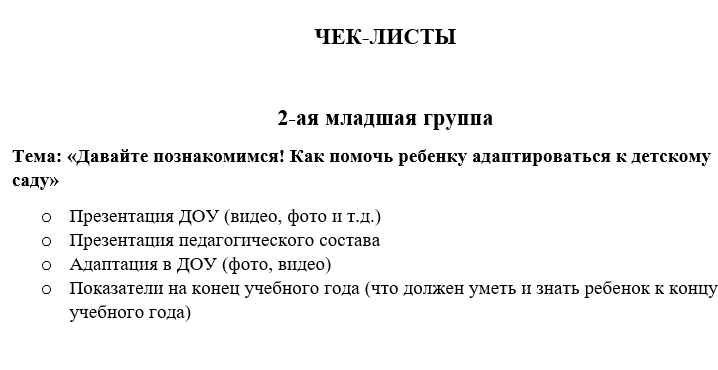 ЧЕК-ЛИСТЫ
2-ая младшая группа
Тема: «Давайте познакомимся! Как помочь ребенку адаптироваться к детскому
саду»
o Презентация ДОУ (видео, фото и т.д.)
o Презентация педагогического состава
o Адаптация в ДОУ (фото, видео)
o Показатели на конец учебного года (что должен уметь и знать ребенок к концу
учебного года)